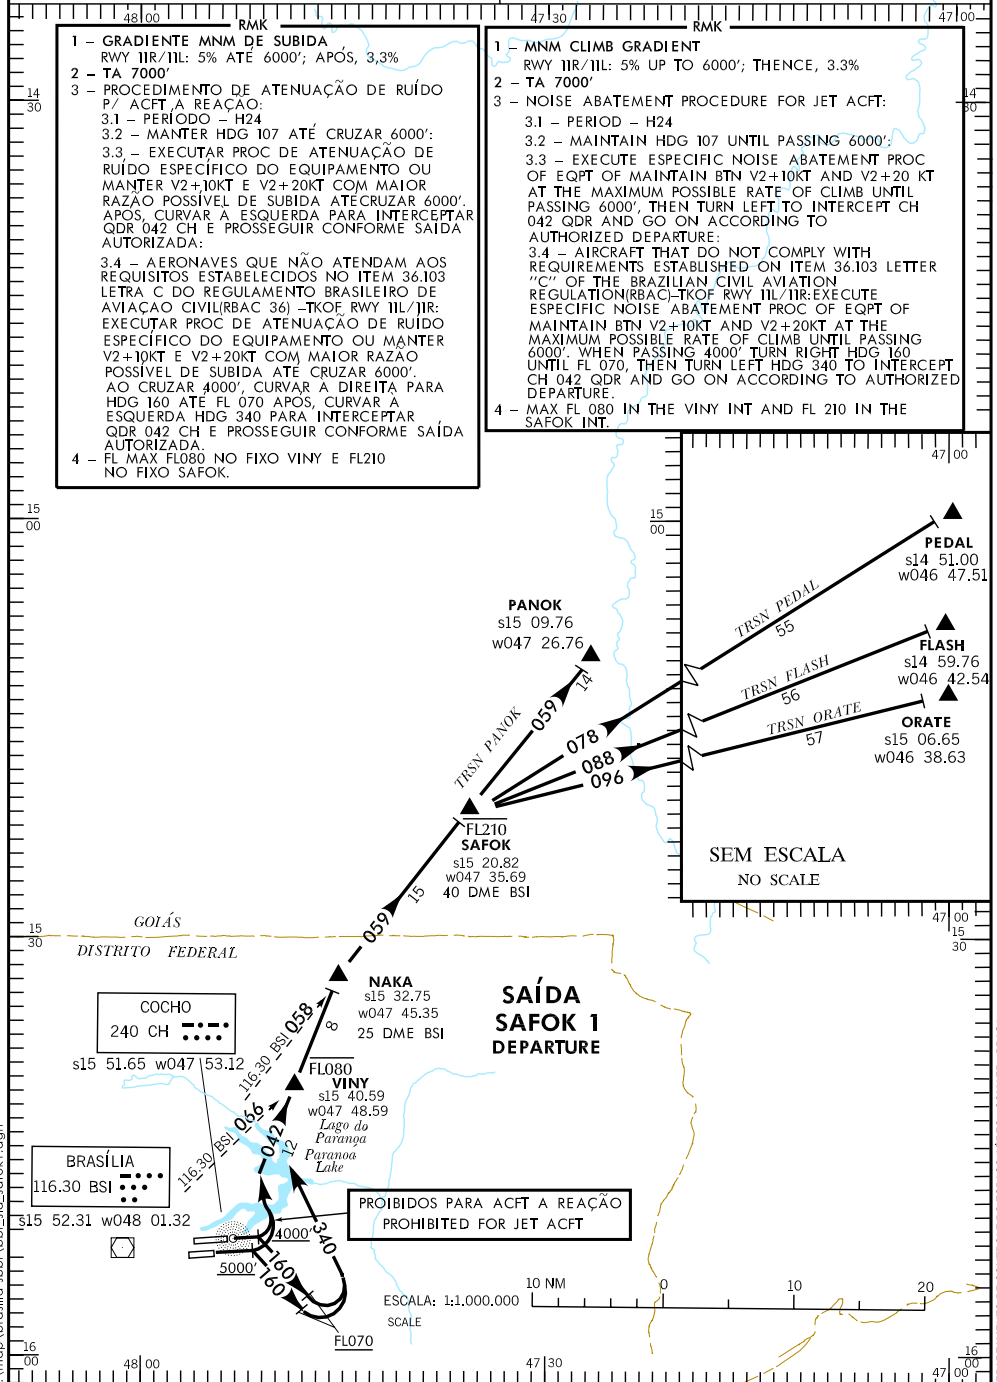 48 00
47 30
47 00
RMK
1 – GRADIENTE MNM DE SUBIDA
RWY 11R/11L: 5% ATÉ 6000'; APÓS, 3,3%
2 – TA 7000'
3 – PROCEDIMENTO DE ATENUAÇÃO DE RUÍDO
P/ ACFT A REAÇÃO:
3.1 – PERÍODO – H24
3.2 – MANTER HDG 107 ATÉ CRUZAR 6000':
3.3 – EXECUTAR PROC DE ATENUAÇÃO DE
RUÍDO ESPECÍFICO DO EQUIPAMENTO OU
MANTER V2+10KT E V2+20KT COM MAIOR
RAZÃO POSSÍVEL DE SUBIDA ATECRUZAR 6000'.
APÓS, CURVAR A ESQUERDA PARA INTERCEPTAR
QDR 042 CH E PROSSEGUIR CONFORME SAÍDA
AUTORIZADA:
3.4 – AERONAVES QUE NÃO ATENDAM AOS
REQUISITOS ESTABELECIDOS NO ITEM 36.103
LETRA C DO REGULAMENTO BRASILEIRO DE
AVIAÇAO CIVIL(RBAC 36) –TKOF RWY 11L/11R:
EXECUTAR PROC DE ATENUAÇÃO DE RUÍDO
ESPECÍFICO DO EQUIPAMENTO OU MANTER
V2+10KT E V2+20KT COM MAIOR RAZÃO
POSSÍVEL DE SUBIDA ATÉ CRUZAR 6000'.
AO CRUZAR 4000', CURVAR A DIREITA PARA
HDG 160 ATÉ FL 070 APÓS, CURVAR A
ESQUERDA HDG 340 PARA INTERCEPTAR
QDR 042 CH E PROSSEGUIR CONFORME SAÍDA
AUTORIZADA.
4 – FL MAX FL080 NO FIXO VINY E FL210
NO FIXO SAFOK.
RMK
1 – MNM CLIMB GRADIENT
RWY 11R/11L: 5% UP TO 6000'; THENCE, 3.3%
2 – TA 7000'
3 – NOISE ABATEMENT PROCEDURE FOR JET ACFT:
3.1 – PERIOD – H24
3.2 – MAINTAIN HDG 107 UNTIL PASSING 6000':
3.3 – EXECUTE ESPECIFIC NOISE ABATEMENT PROC
OF EQPT OF MAINTAIN BTN V2+10KT AND V2+20 KT
AT THE MAXIMUM POSSIBLE RATE OF CLIMB UNTIL
PASSING 6000', THEN TURN LEFT TO INTERCEPT CH
042 QDR AND GO ON ACCORDING TO
AUTHORIZED DEPARTURE:
3.4 – AIRCRAFT THAT DO NOT COMPLY WITH
REQUIREMENTS ESTABLISHED ON ITEM 36.103 LETTER
"C" OF THE BRAZILIAN CIVIL AVIATION
REGULATION(RBAC)–TKOF RWY 11L/11R:EXECUTE
ESPECIFIC NOISE ABATEMENT PROC OF EQPT OF
MAINTAIN BTN V2+10KT AND V2+20KT AT THE
MAXIMUM POSSIBLE RATE OF CLIMB UNTIL PASSING
6000'. WHEN PASSING 4000' TURN RIGHT HDG 160
UNTIL FL 070, THEN TURN LEFT HDG 340 TO INTERCEPT
CH 042 QDR AND GO ON ACCORDING TO AUTHORIZED
DEPARTURE.
4 – MAX FL 080 IN THE VINY INT AND FL 210 IN THE
SAFOK INT.
14
30
14
30
47 00
15
00
15
00
PEDAL
s14 51.00
w046 47.51
TRSN PEDAL
55
FLASH
s14 59.76
w046 42.54
TRSN FLASH
56
ORATE
s15 06.65
w046 38.63
TRSN ORATE
57
SEM ESCALA
NO SCALE
PANOK
s15 09.76
w047 26.76
14
059
TRSN PANOK
078
088
096
FL210
SAFOK
s15 20.82
w047 35.69
40 DME BSI
15
059
47 00
15
30
GOIÁS
30
DISTRITO FEDERAL
NAKA
s15 32.75
w047 45.35
25 DME BSI
SAÍDA
SAFOK 1
DEPARTURE
COCHO
240 CH
s15 51.65 w047 53.12
116.30 BSI 058
8
FL080
VINY
s15 40.59
w047 48.59
Lago do
Paranoa
Paranoá
Lake
116.30 BSI 066
042
12
BRASÍLIA
116.30 BSI
s15 52.31 w048 01.32
PROIBIDOS PARA ACFT A REAÇÃO
PROHIBITED FOR JET ACFT
4000'
5000'
160
160
340
FL070
10 NM
0
10
20
ESCALA: 1:1.000.000
SCALE
16
00
48 00
47 30
47 00
16
00